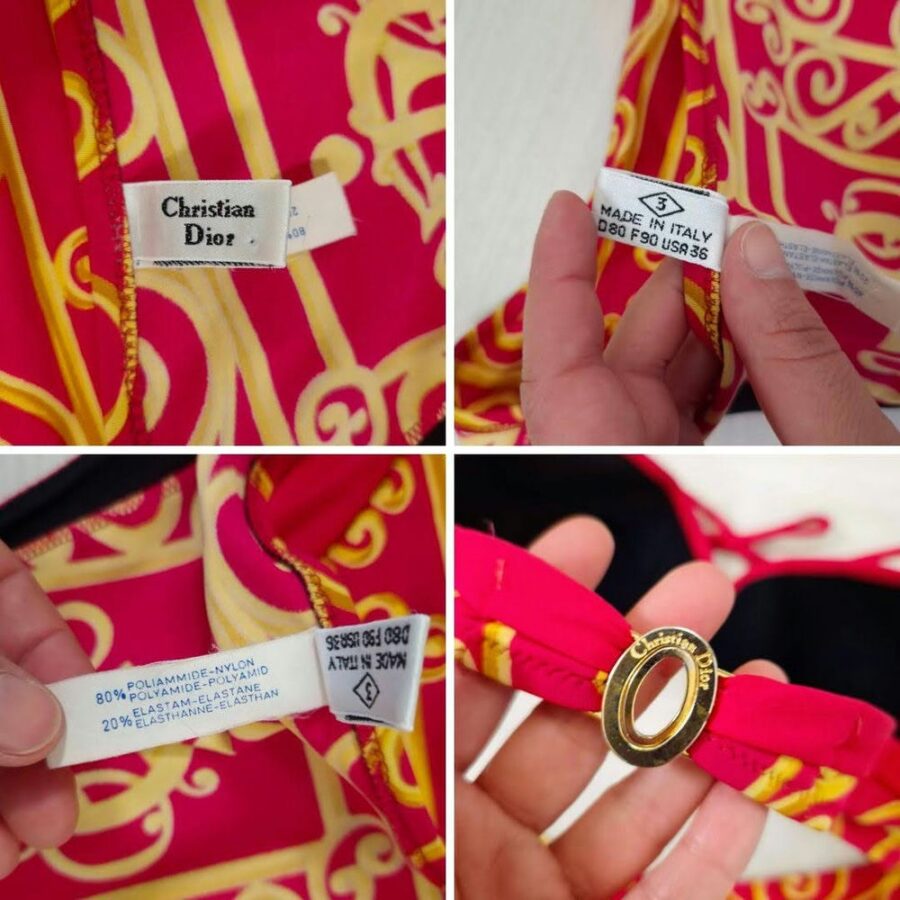 Christian
Dior
80%
3
MADE IN ITALY
D80 F90 USA36
80% POLIAMMIDE-NYLON
POLYAMIDE-POLYAMID
20% ELASTAM-ELASTANE
ELASTHANNE-ELASTHAN
D80 F90 USA36
MADE IN ITALY
3
Christian Dior